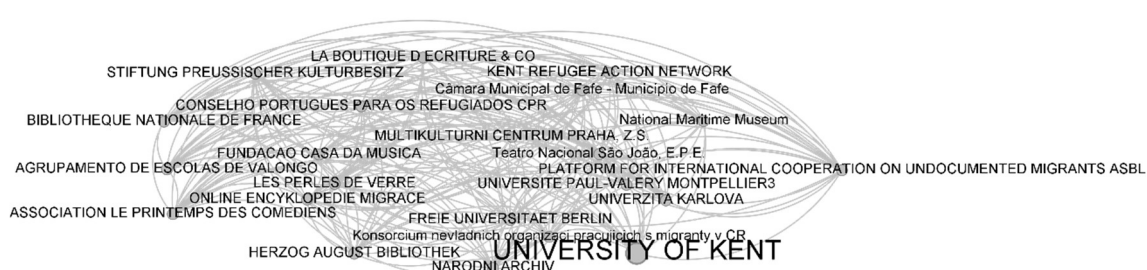 LA BOUTIQUE D ECRITURE & CO
STIFTUNG PREUSSISCHER KULTURBESITZ
KENT REFUGEE ACTION NETWORK
Câmara Municipal de Fafe - Município de Fafe
CONSELHO PORTUGUES PARA OS REFUGIADOS CPR
BIBLIOTHEQUE NATIONALE DE FRANCE
National Maritime Museum
MULTIKULTURNI CENTRUM PRAHA, Z.S.
FUNDACAO CASA DA MUSICA
Teatro Nacional São João, E.P.E.
AGRUPAMENTO DE ESCOLAS DE VALONGO
PLATFORM FOR INTERNATIONAL COOPERATION ON UNDOCUMENTED MIGRANTS ASBL
LES PERLES DE VERRE
UNIVERSITE PAUL-VALERY MONTPELLIER3
ONLINE ENCYKLOPEDIE MIGRACE
UNIVERZITA KARLOVA
ASSOCIATION LE PRINTEMPS DES COMEDIENS
FREIE UNIVERSITAET BERLIN
Konsorcium nevladnich organizaci pracujicich s migranty v CR
HERZOG AUGUST BIBLIOTHEK
UNIVERSITY OF KENT
NARODNI ARCHIV